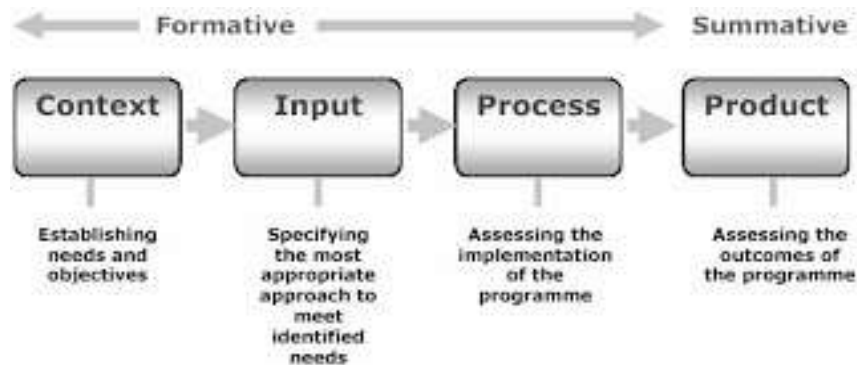 Formative Summative
Context Input Process Product
Establishing
needs and
objectives
Specifying
the most
appropriate
approach to
meet
identified
needs
Assessing the
implementation
of the
programme
Assessing the
outcomes of
the programme